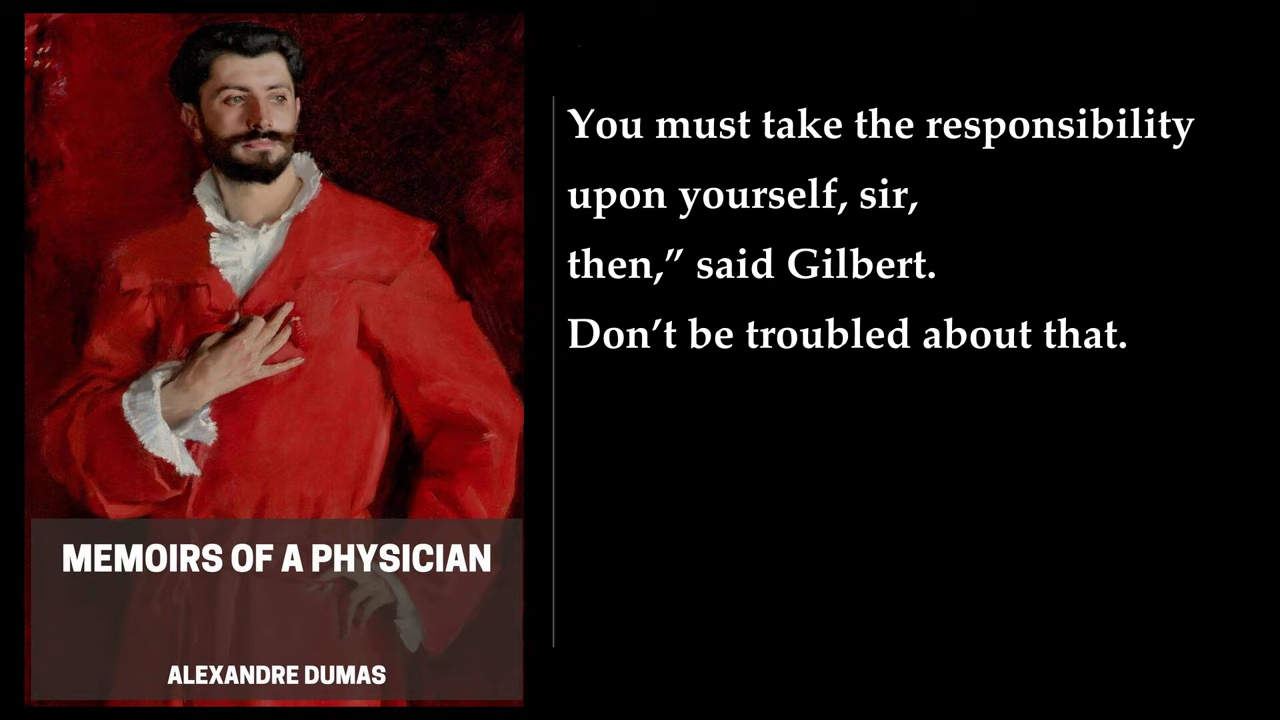 You must take the responsibility
upon yourself, sir,
then,” said Gilbert.
Don’t be troubled about that.
MEMOIRS OF A PHYSICIAN
ALEXANDRE DUMAS